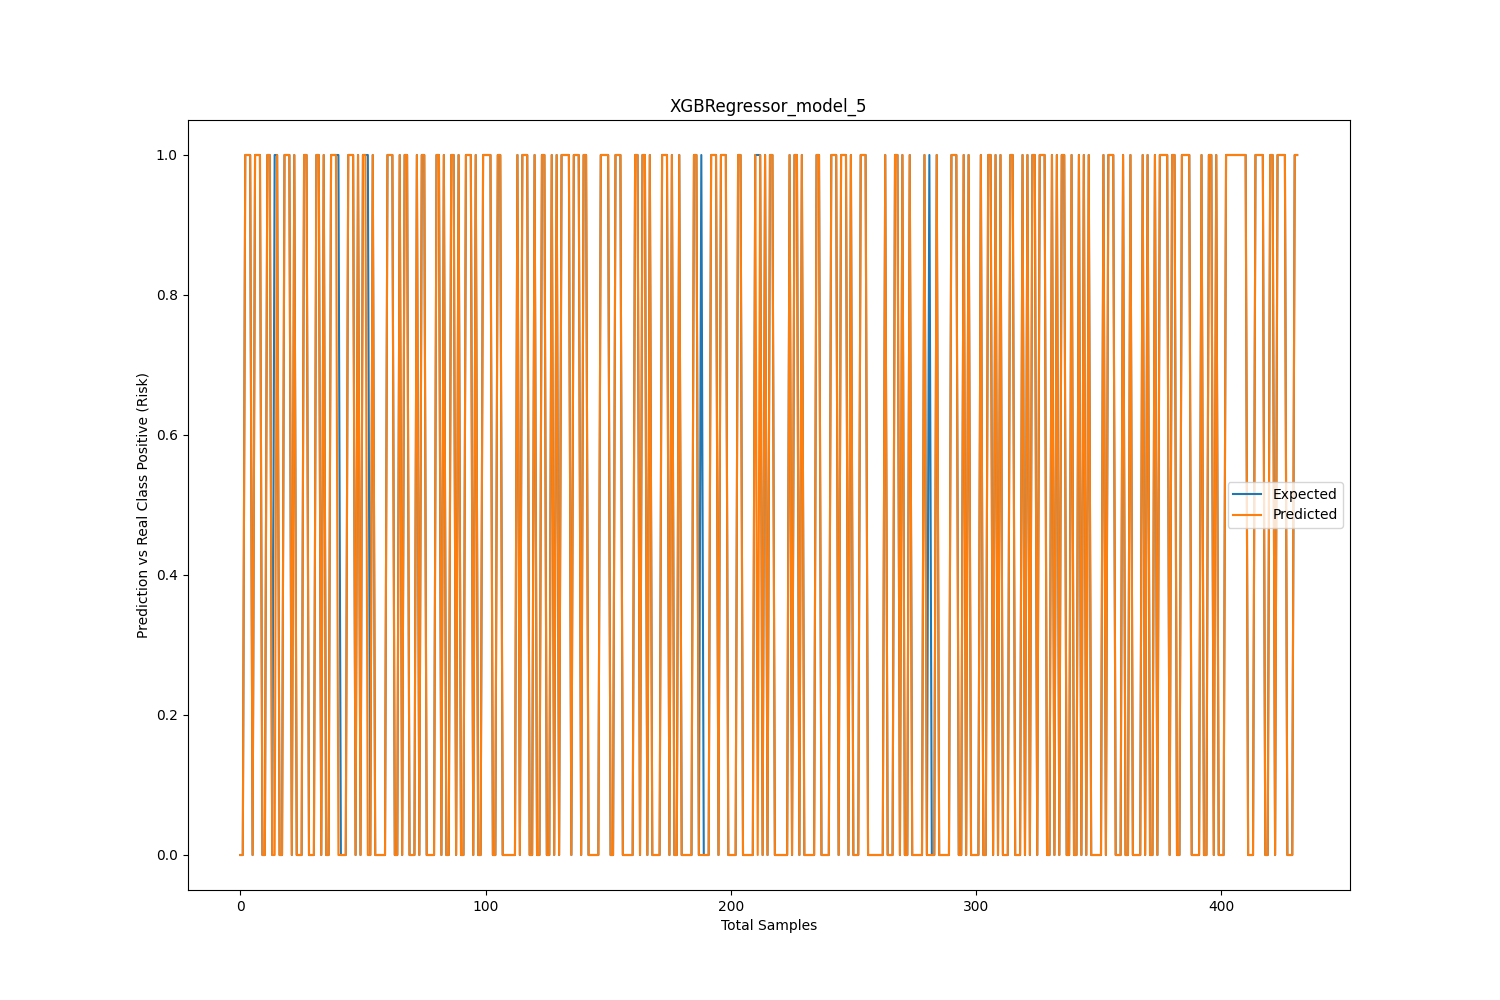 XGBRegressor_model_5
1.0
0.8
0.6
0.4
0.2
0.0
Prediction vs Real Class Positive (Risk)
Expected
Predicted
0 100 200 300 400
Total Samples